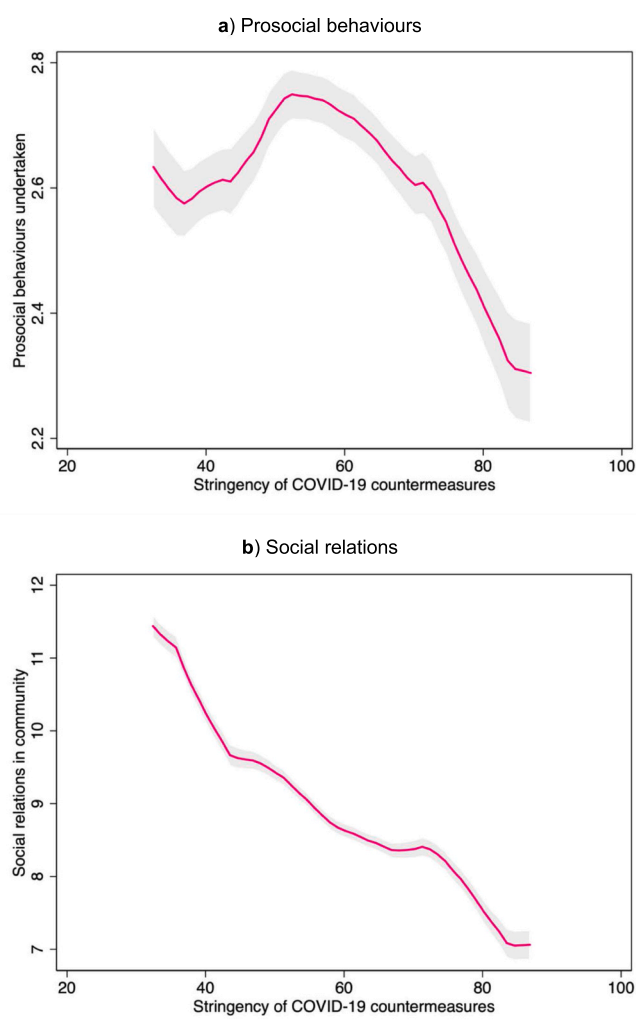 a) Prosocial behaviours
Prosocial behaviours undertaken
2.8
2.6
2.4
2.2
20 40 60 80 100
Stringency of COVID-19 countermeasures
b) Social relations
Social relations in community
12
11
10
9
8
7
20 40 60 80 100
Stringency of COVID-19 countermeasures